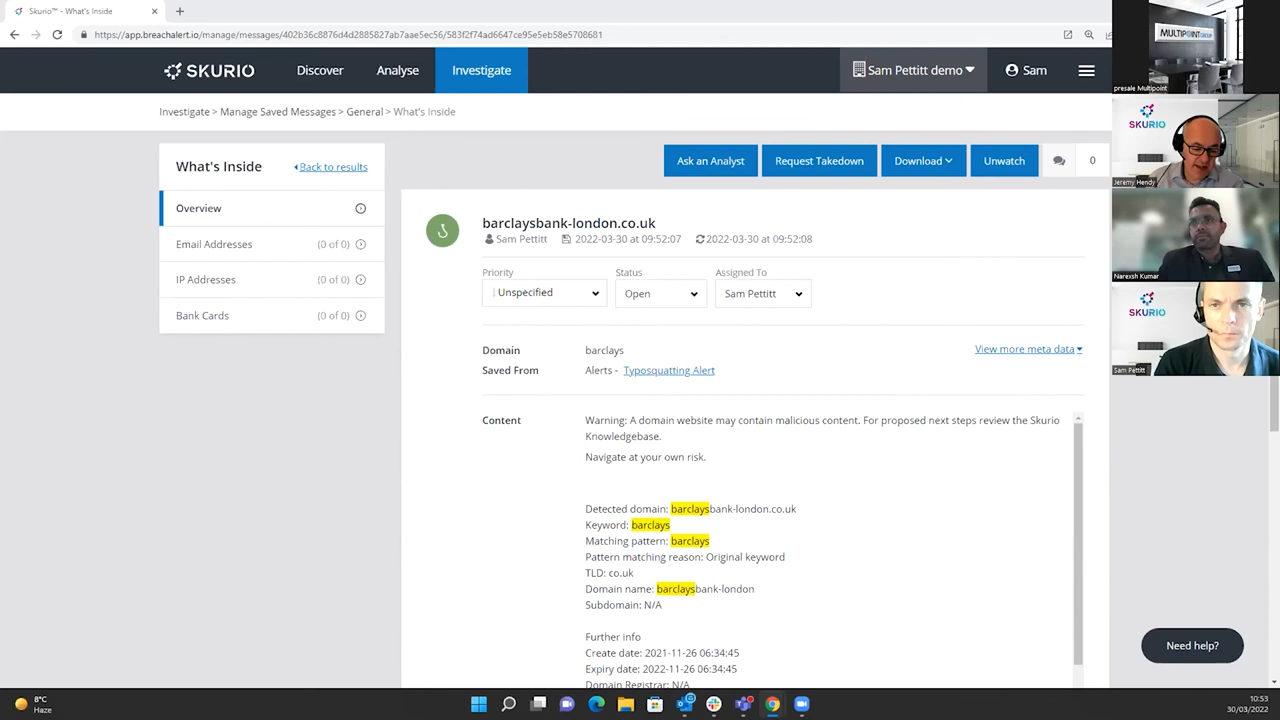 Skurio™ - What's Inside
https://app.breachalert.io/manage/messages/402b36c8876d4d2885827ab7aae5ec56/583f2f74ad6647ce95e5eb58e5708681
SKURIO
Discover
Analyse
Investigate
Sam Pettitt demo
Sam
Investigate > Manage Saved Messages > General > What's Inside
What's Inside
Back to results
Overview
Email Addresses (0 of 0)
IP Addresses (0 of 0)
Bank Cards (0 of 0)
Ask an Analyst
Request Takedown
Download
Unwatch
0
barclaysbank-london.co.uk
Sam Pettitt 2022-03-30 at 09:52:07 2022-03-30 at 09:52:08
Priority Status Assigned To
Unspecified Open Sam Pettitt
Domain barclays View more meta data
Saved From Alerts - Typosquatting Alert
Content Warning: A domain website may contain malicious content. For proposed next steps review the Skurio
Knowledgebase.
Navigate at your own risk.
Detected domain: barclaysbank-london.co.uk
Keyword: barclays
Matching pattern: barclays
Pattern matching reason: Original keyword
TLD: co.uk
Domain name: barclaysbank-london
Subdomain: N/A
Further info
Create date: 2021-11-26 06:34:45
Expiry date: 2022-11-26 06:34:45
Domain Registrar: N/A
Need help?
MULTIPOINT GROUP
presale Multipoint
SKURIO
Jeremy Hendy
Narexsh Kumar
SKURIO
Sam Pettitt
8°C
Haze
10:53
30/03/2022